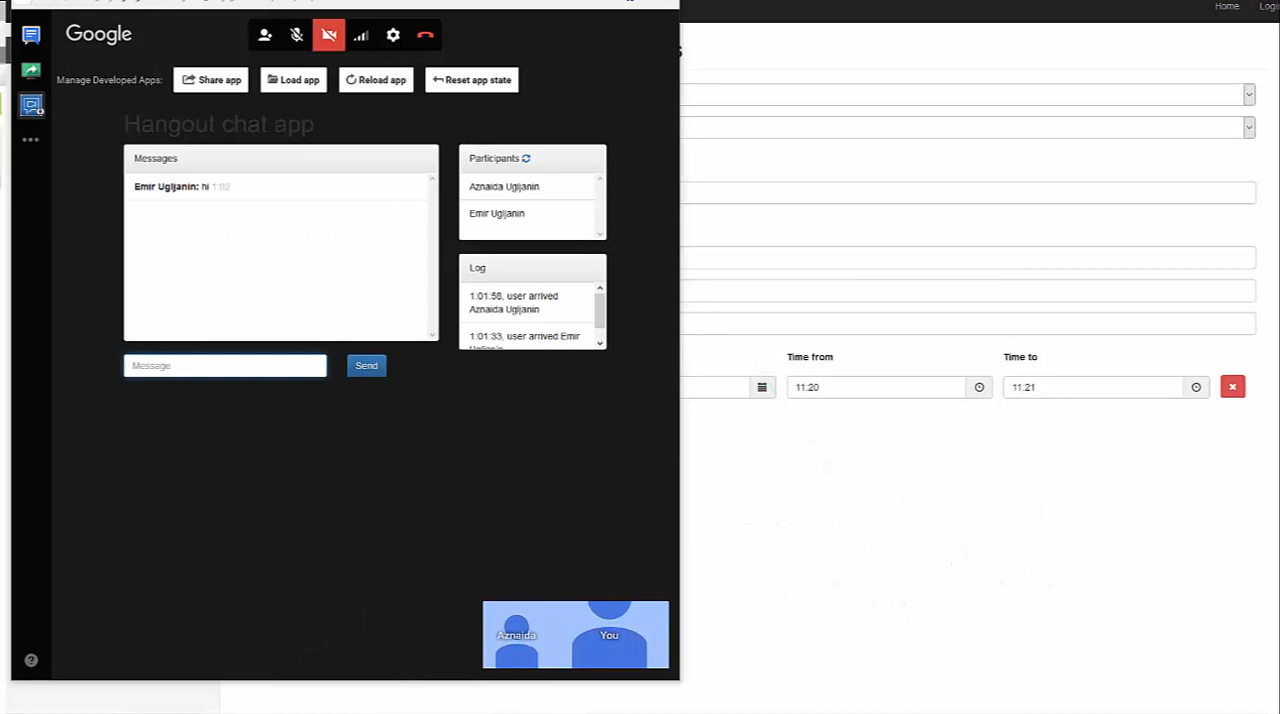 Home
Login
Google
Manage Developed Apps:
Share app
Load app
Reload app
Reset app state
Hangout chat app
Messages
Emir Ugljanin: hi 1:02
Participants
Aznaida Ugljanin
Emir Ugljanin
Log
1:01:58, user arrived
Aznaida Ugljanin
1:01:33, user arrived Emir
Ugljanin
Message
Send
Time from
Time to
11:20
11:21
Aznaida
You